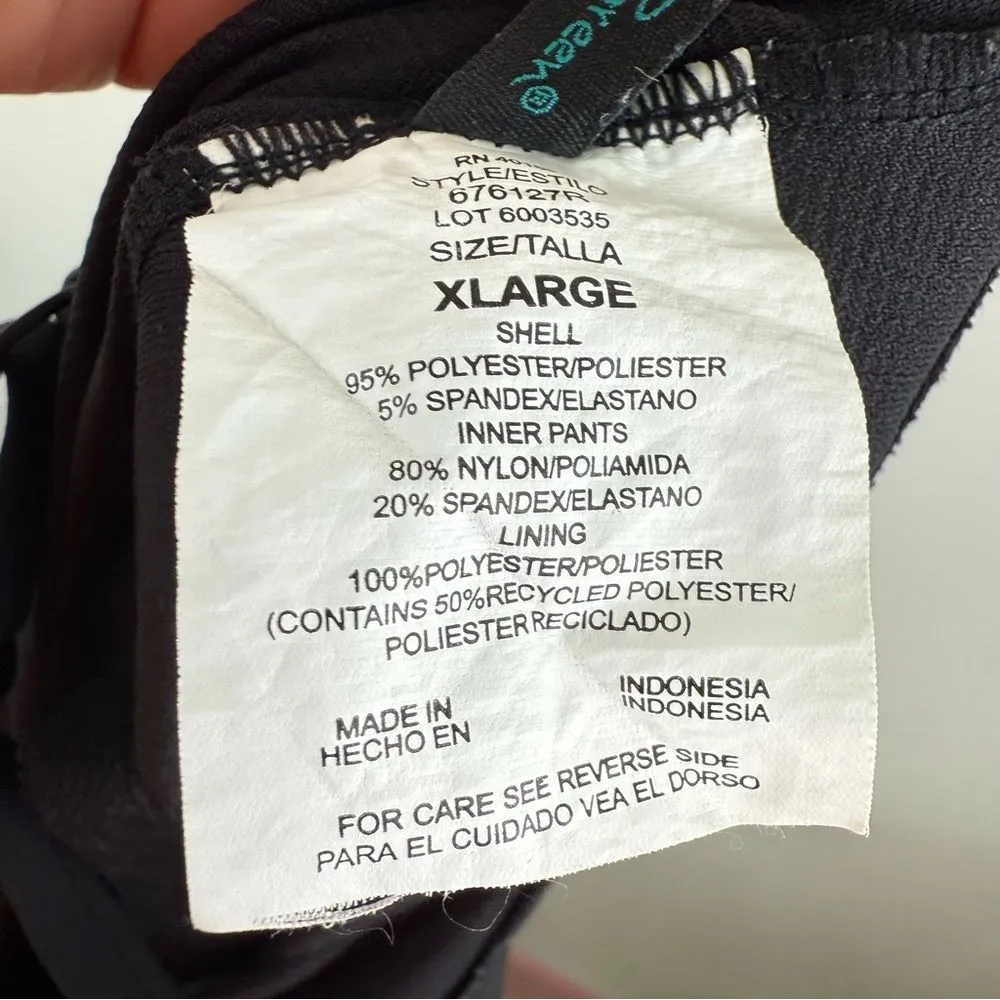 RN
STYLE/ESTILO
676127R
LOT 6003535
SIZE/TALLA
XLARGE
SHELL
95% POLYESTER/POLIESTER
5% SPANDEX/ELASTANO
INNER PANTS
80% NYLON/POLIAMIDA
20% SPANDEX/ELASTANO
LINING
100%POLYESTER/POLIESTER
(CONTAINS 50%RECYCLED POLYESTER/
POLIESTERRECICLADO)
MADE IN INDONESIA
HECHO EN INDONESIA
FOR CARE SEE REVERSE SIDE
PARA EL CUIDADO VEA EL DORSO